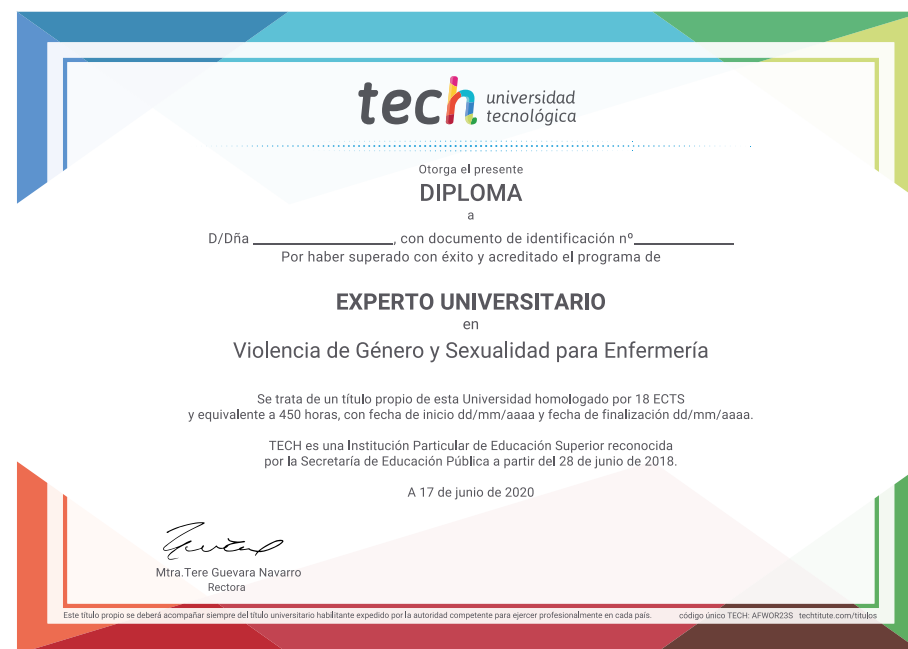 tech universidad
tecnológica
Otorga el presente
DIPLOMA
a
D/Dña ____________________, con documento de identificación nº______________
Por haber superado con éxito y acreditado el programa de
EXPERTO UNIVERSITARIO
en
Violencia de Género y Sexualidad para Enfermería
Se trata de un título propio de esta Universidad homologado por 18 ECTS
y equivalente a 450 horas, con fecha de inicio dd/mm/aaaa y fecha de finalización dd/mm/aaaa.
TECH es una Institución Particular de Educación Superior reconocida
por la Secretaría de Educación Pública a partir del 28 de junio de 2018.
A 17 de junio de 2020
Mtra.Tere Guevara Navarro
Rectora
Este título propio se deberá acompañar siempre del título universitario habilitante expedido por la autoridad competente para ejercer profesionalmente en cada país. código único TECH: AFWOR23S techtitute.com/títulos